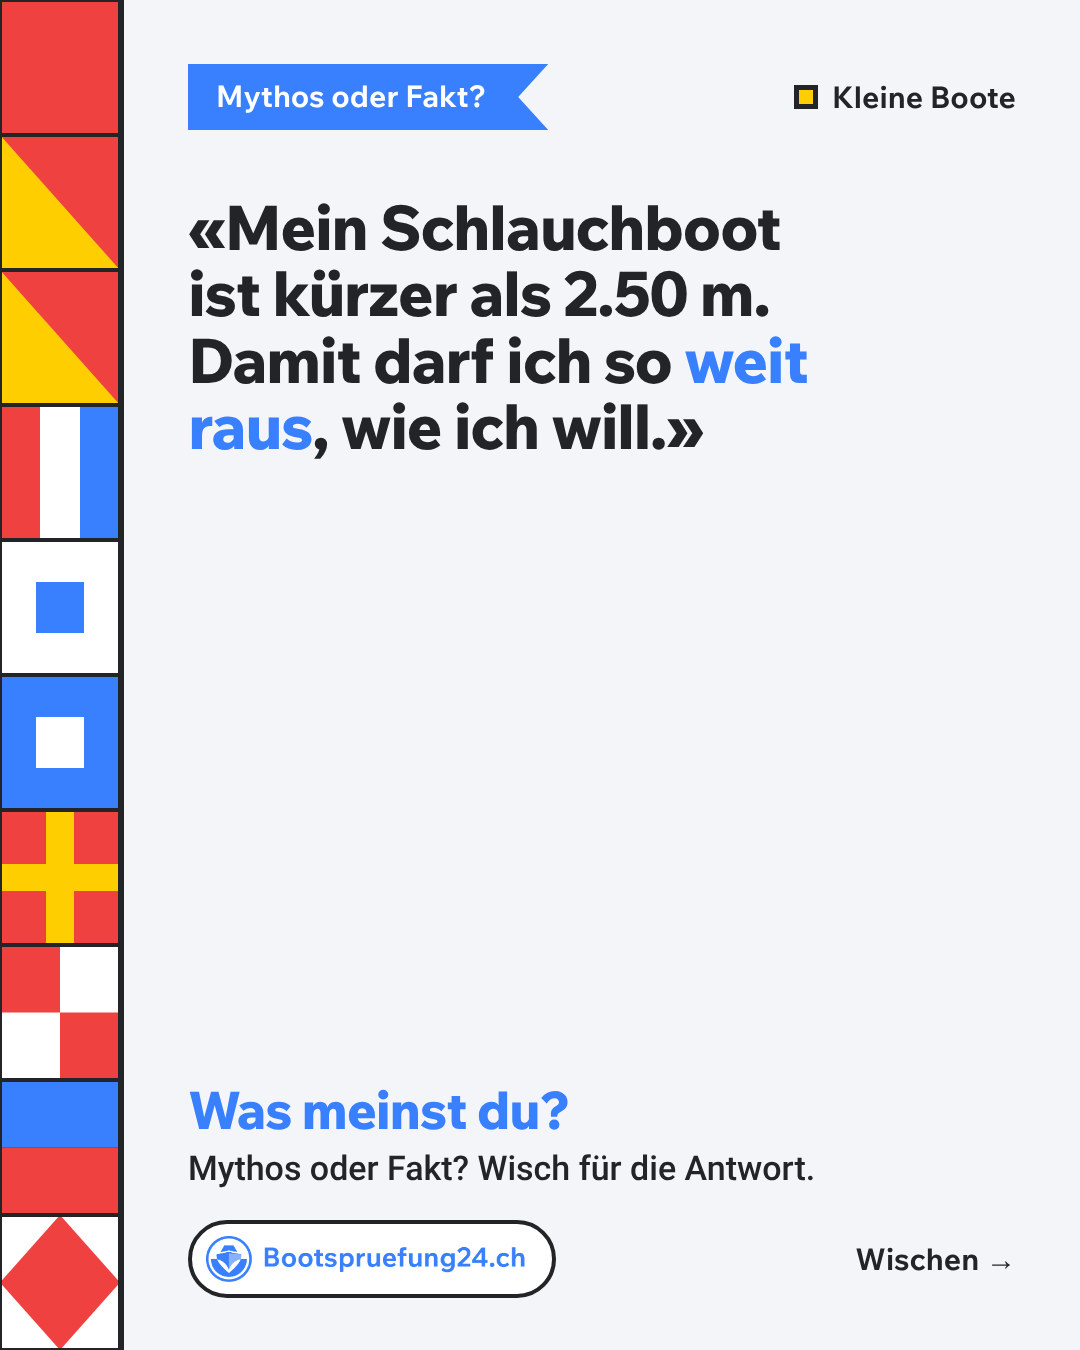 Mythos oder Fakt?
Kleine Boote
«Mein Schlauchboot
ist kürzer als 2.50 m.
Damit darf ich so weit
raus, wie ich will.»
Was meinst du?
Mythos oder Fakt? Wisch für die Antwort.
Bootspruefung24.ch
Wischen →